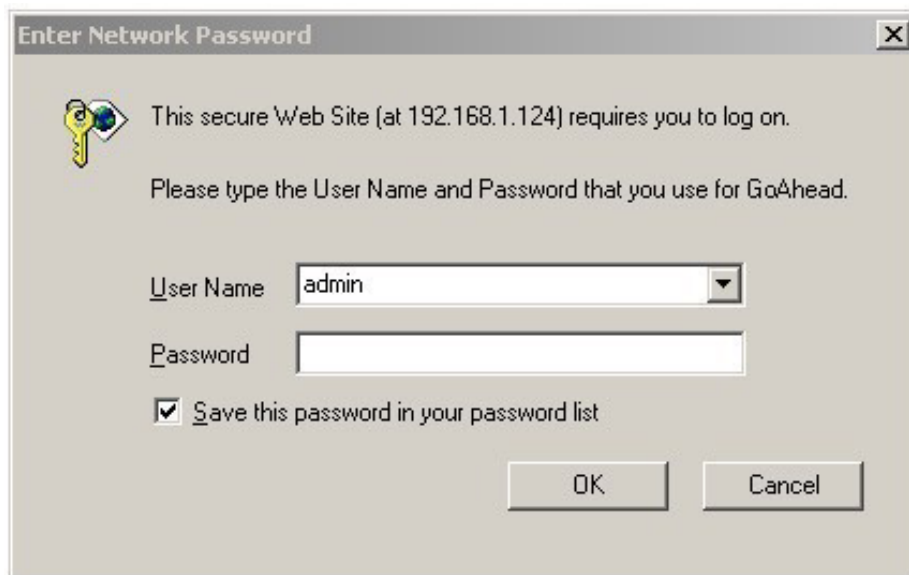 Enter Network Password
This secure Web Site (at 192.168.1.124) requires you to log on.
Please type the User Name and Password that you use for GoAhead.
User Name admin
Password
Save this password in your password list
OK Cancel